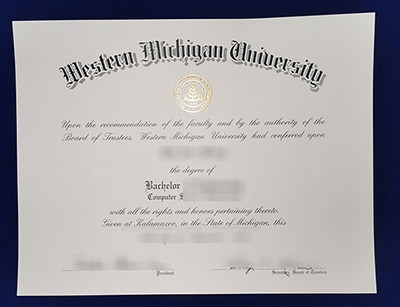 Western Michigan University
Upon the recommendation of the faculty and by the authority of the
Board of Trustees, Western Michigan University had conferred upon
the degree of
Bachelor
Computer S
with all the rights and honors pertaining thereto.
Given at Kalamazoo, in the State of Michigan, this
President Secretary, Board of Trustees